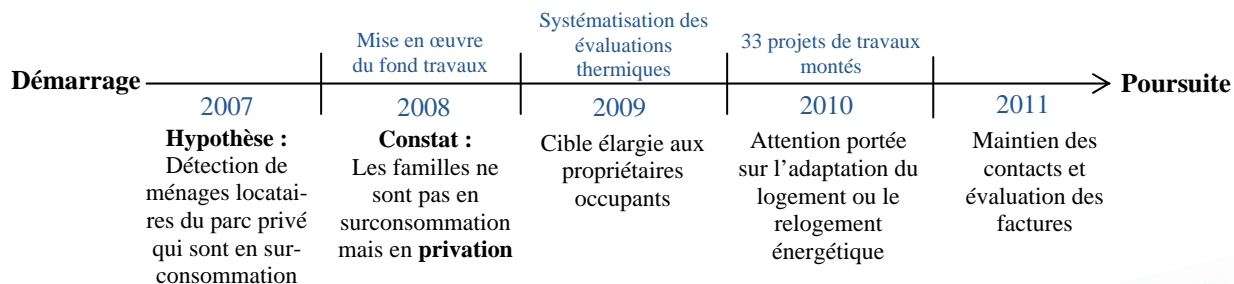 Mise en œuvre
du fond travaux
Systématisation des
évaluations
thermiques
33 projets de travaux
montés
Démarrage
Poursuite
2007
Hypothèse :
Détection de
ménages locatai-
res du parc privé
qui sont en sur-
consommation
2008
Constat :
Les familles ne
sont pas en
surconsommation
mais en privation
2009
Cible élargie aux
propriétaires
occupants
2010
Attention portée
sur l’adaptation du
logement ou le
relogement
énergétique
2011
Maintien des
contacts et
évaluation des
factures